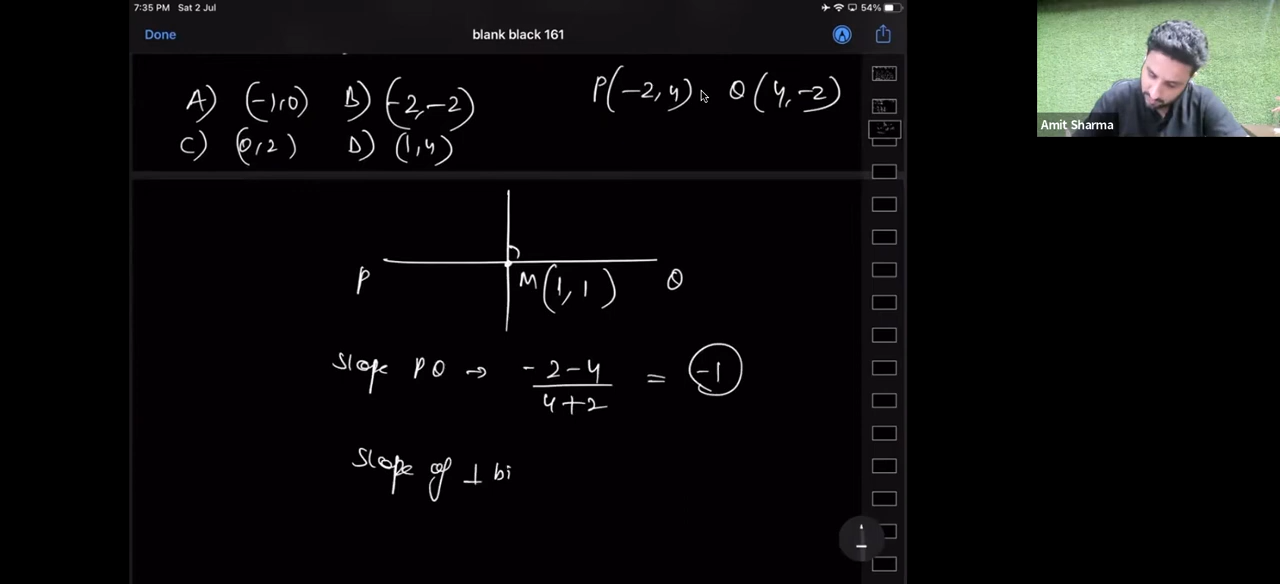 7:35 PM Sat 2 Jul 54%
Done blank black 161
A) (-1,0) B) (-2,-2) P(-2,4) Q(4,-2)
C) (0,2) D) (1,4)
Amit Sharma
P M(1,1) Q
Slope PQ → -2-4/4+2 = -1
Slope of ⊥ bi